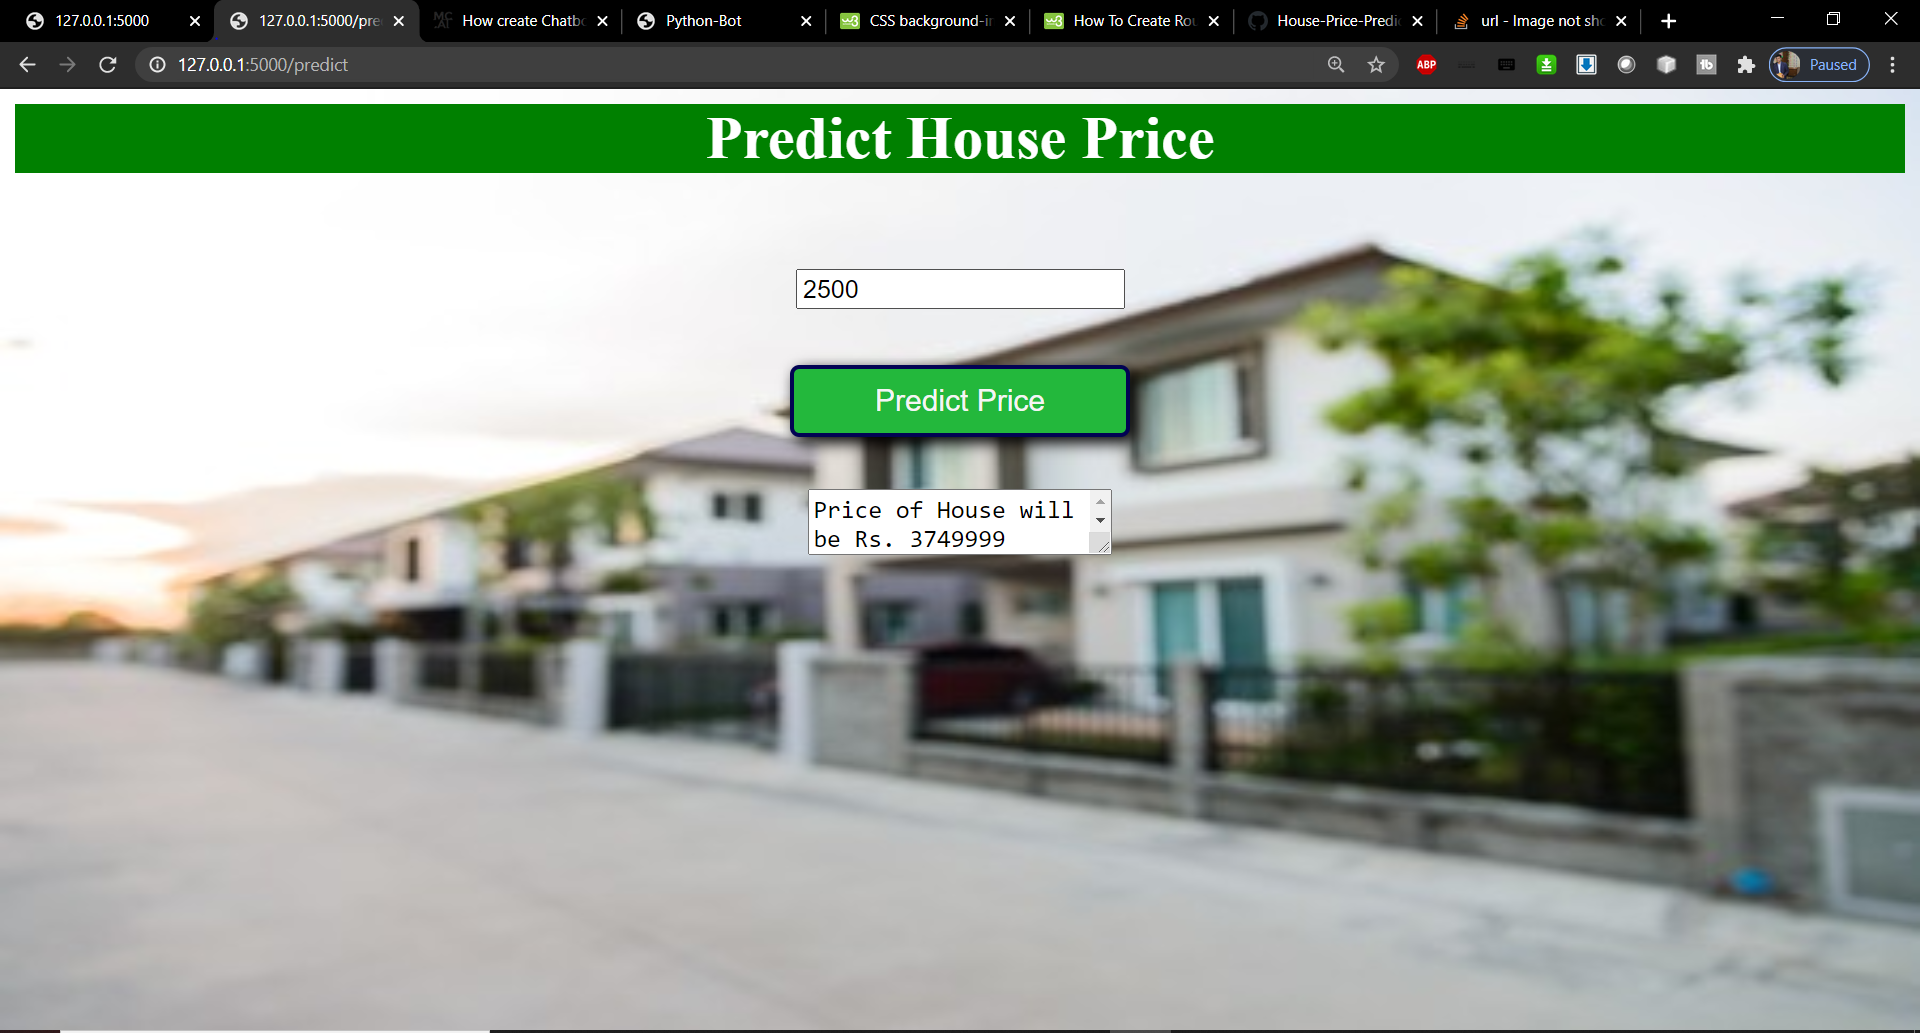 127.0.0.1:5000
127.0.0.1:5000/pre
How create Chatb
Python-Bot
CSS background-i
How To Create Rou
House-Price-Predi
url - Image not sh
127.0.0.1:5000/predict
ABP
Paused
Predict House Price
2500
Predict Price
Price of House will
be Rs. 3749999